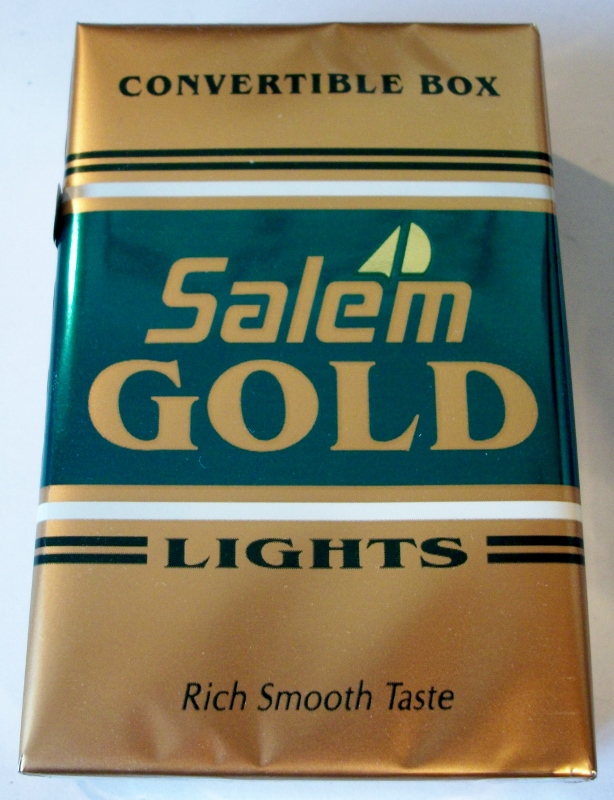 CONVERTIBLE BOX
Salem
GOLD
LIGHTS
Rich Smooth Taste